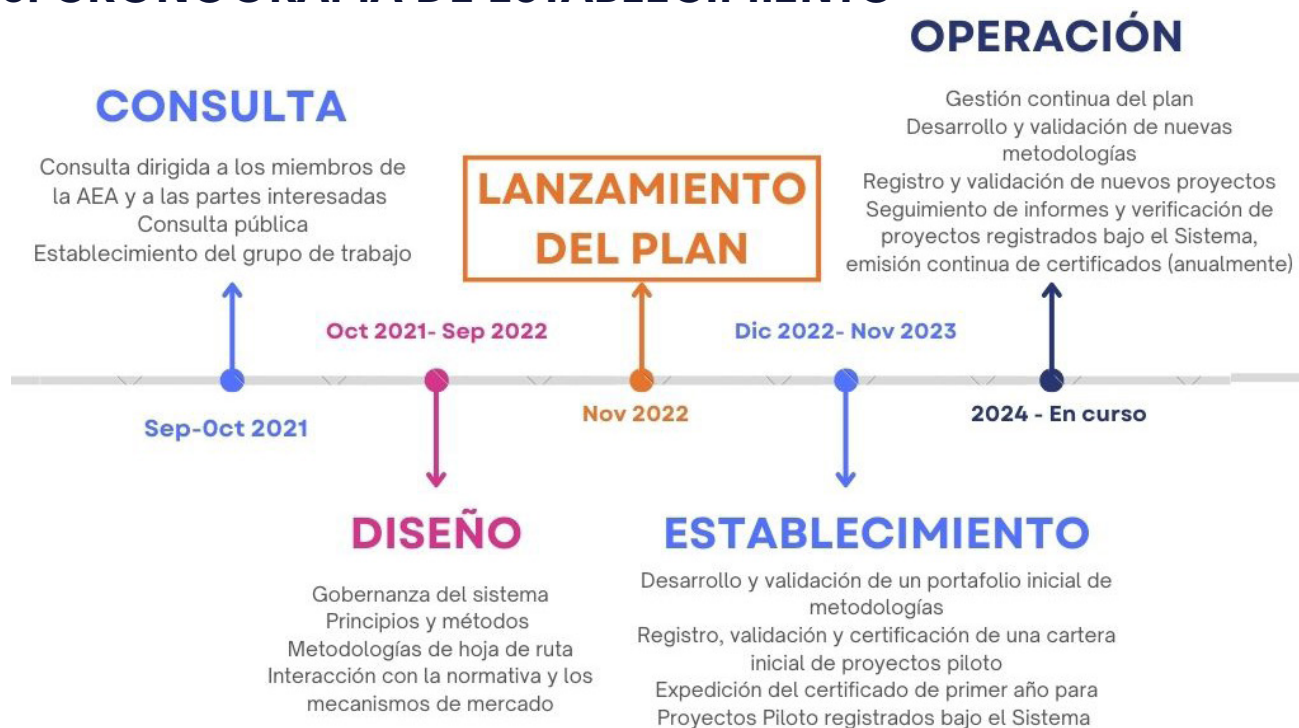 CONSULTA
Consulta dirigida a los miembros de
la AEA y a las partes interesadas
Consulta pública
Establecimiento del grupo de trabajo
Sep-Oct 2021
Oct 2021- Sep 2022
DISEÑO
Gobernanza del sistema
Principios y métodos
Metodologías de hoja de ruta
Interacción con la normativa y los
mecanismos de mercado
LANZAMIENTO
DEL PLAN
Nov 2022
Dic 2022- Nov 2023
ESTABLECIMIENTO
Desarrollo y validación de un portafolio inicial de
metodologías
Registro, validación y certificación de una cartera
inicial de proyectos piloto
Expedición del certificado de primer año para
Proyectos Piloto registrados bajo el Sistema
OPERACIÓN
Gestión continua del plan
Desarrollo y validación de nuevas
metodologías
Registro y validación de nuevos proyectos
Seguimiento de informes y verificación de
proyectos registrados bajo el Sistema,
emisión continua de certificados (anualmente)
2024 - En curso